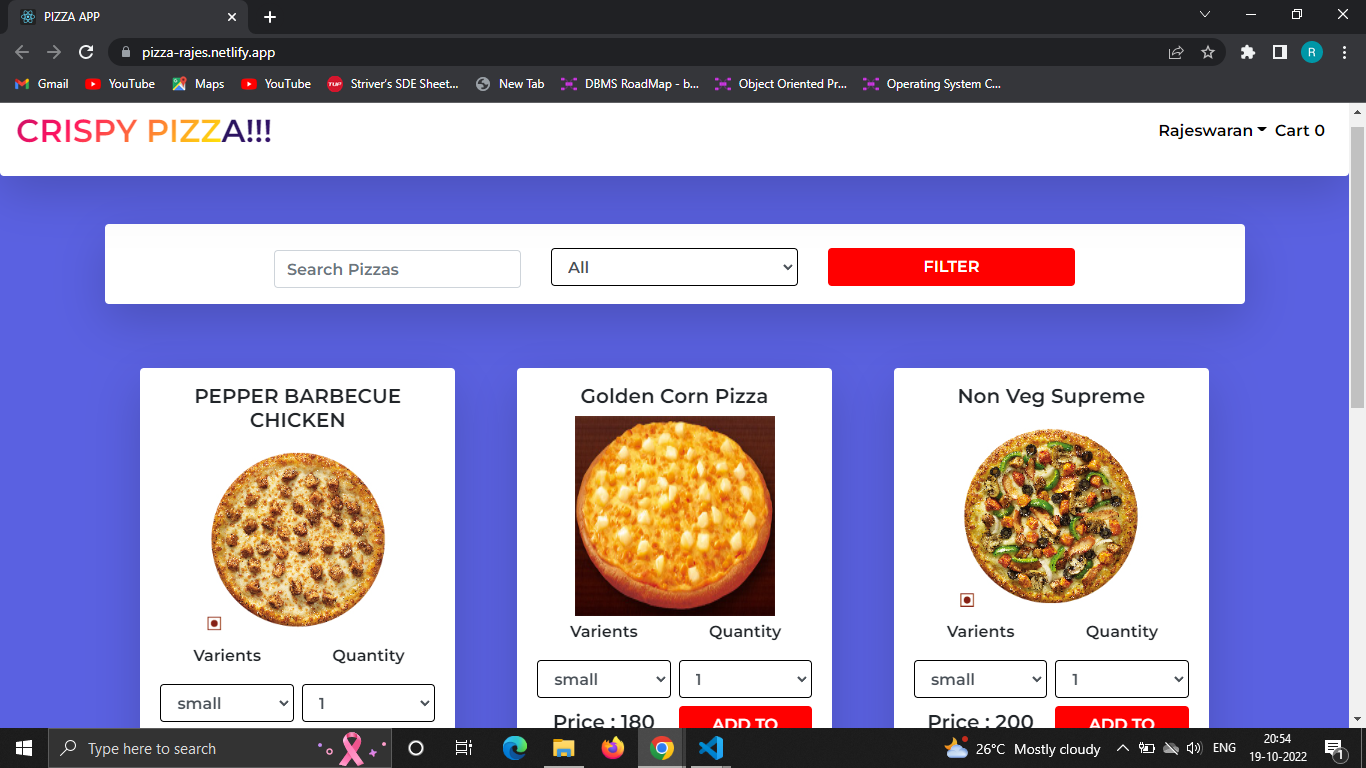 PIZZA APP
pizza-rajes.netlify.app
R
Gmail YouTube Maps YouTube TUF Striver's SDE Sheet... New Tab DBMS RoadMap - b... Object Oriented Pr... Operating System C...
CRISPY PIZZA!!!
Rajeswaran Cart 0
Search Pizzas All FILTER
PEPPER BARBECUE
CHICKEN
Varients Quantity
small 1
Golden Corn Pizza
Varients Quantity
small 1
Price : 180 ADD TO
Non Veg Supreme
Varients Quantity
small 1
Price : 200 ADD TO
Type here to search
26°C Mostly cloudy
ENG
20:54
19-10-2022
1